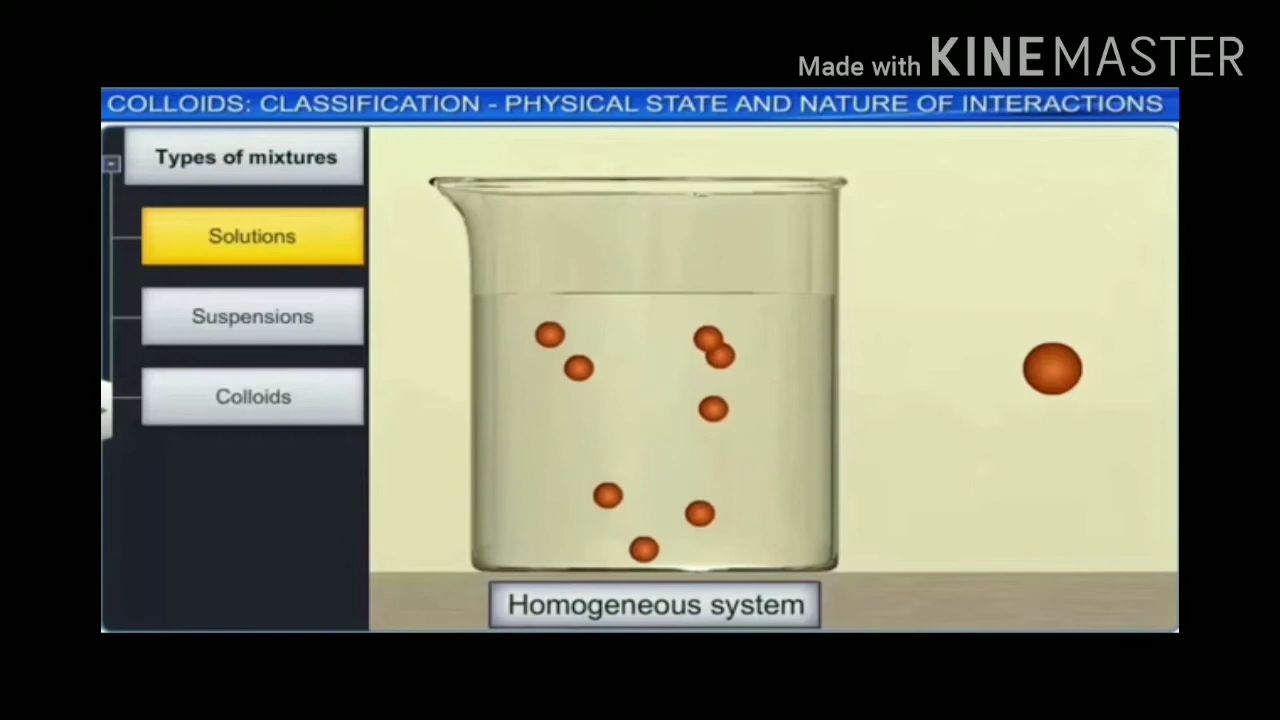 Made with KINEMASTER
COLLOIDS: CLASSIFICATION - PHYSICAL STATE AND NATURE OF INTERACTIONS
Types of mixtures
Solutions
Suspensions
Colloids
Homogeneous system